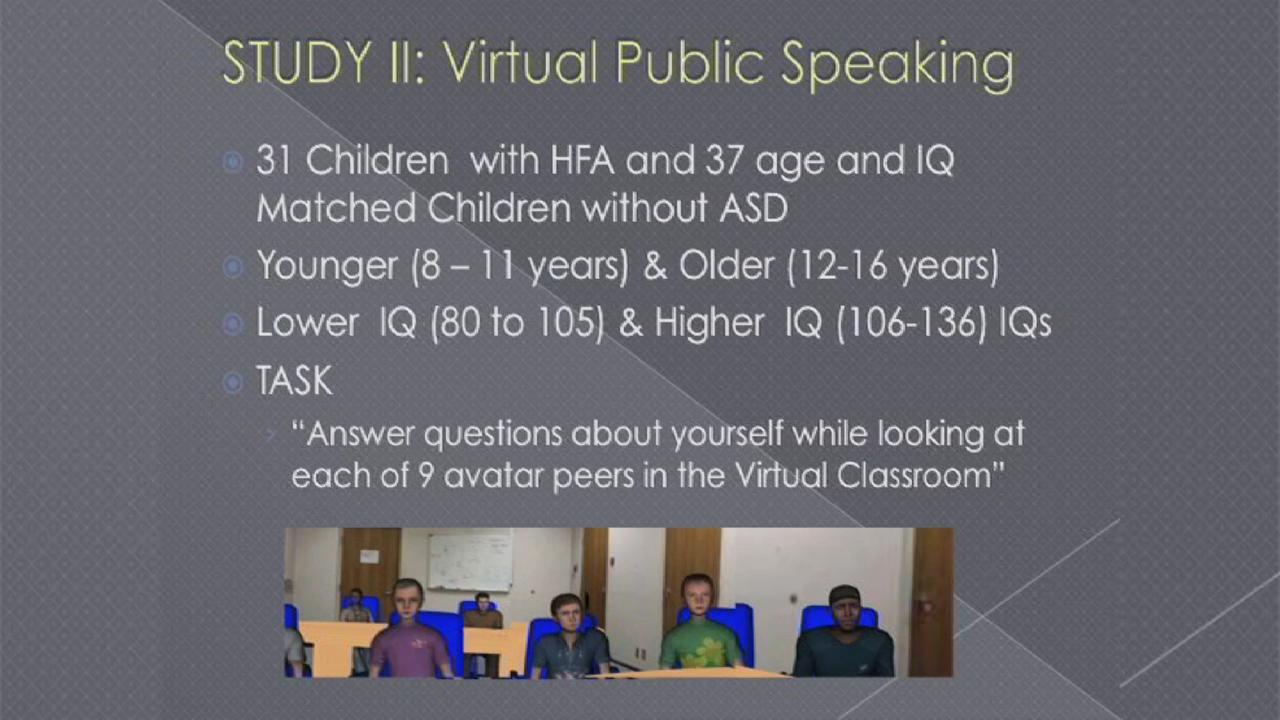 STUDY II: Virtual Public Speaking
31 Children with HFA and 37 age and IQ
Matched Children without ASD
Younger (8 – 11 years) & Older (12-16 years)
Lower IQ (80 to 105) & Higher IQ (106-136) IQs
TASK
“Answer questions about yourself while looking at
each of 9 avatar peers in the Virtual Classroom”